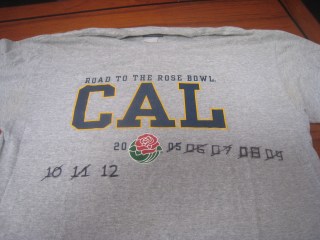 ROAD TO THE ROSE BOWL
CAL
20 05 06 07 08 09
10 11 12